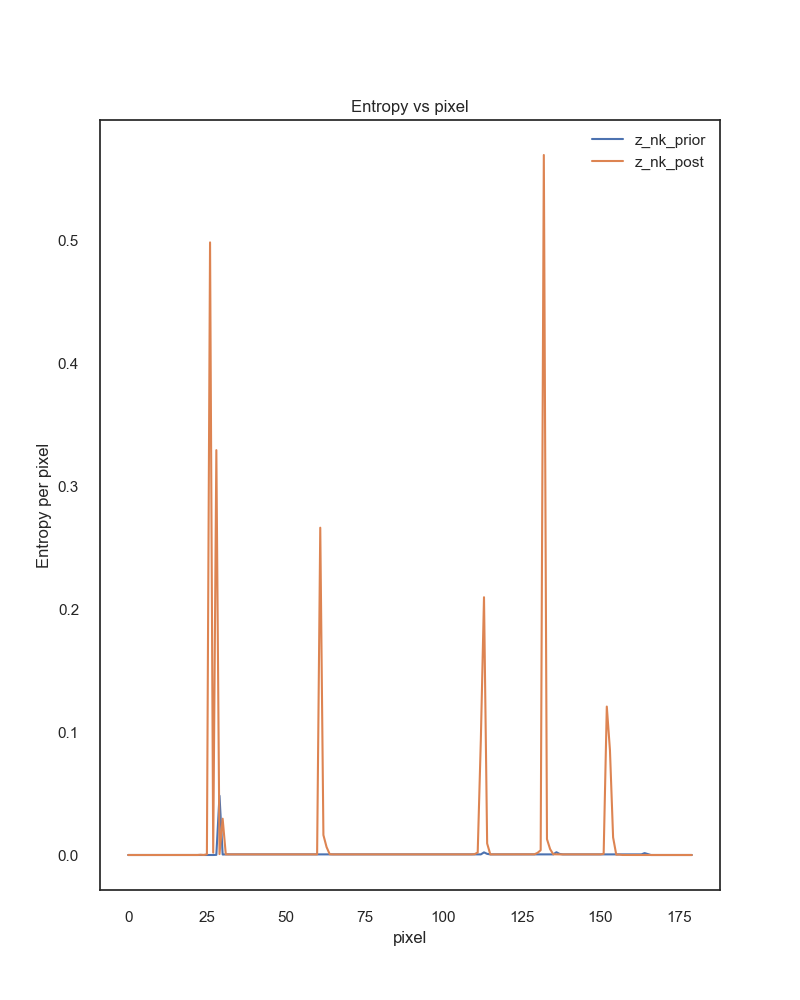 Entropy vs pixel
z_nk_prior
z_nk_post
0.5
0.4
0.3
0.2
0.1
0.0
Entropy per pixel
0 25 50 75 100 125 150 175
pixel